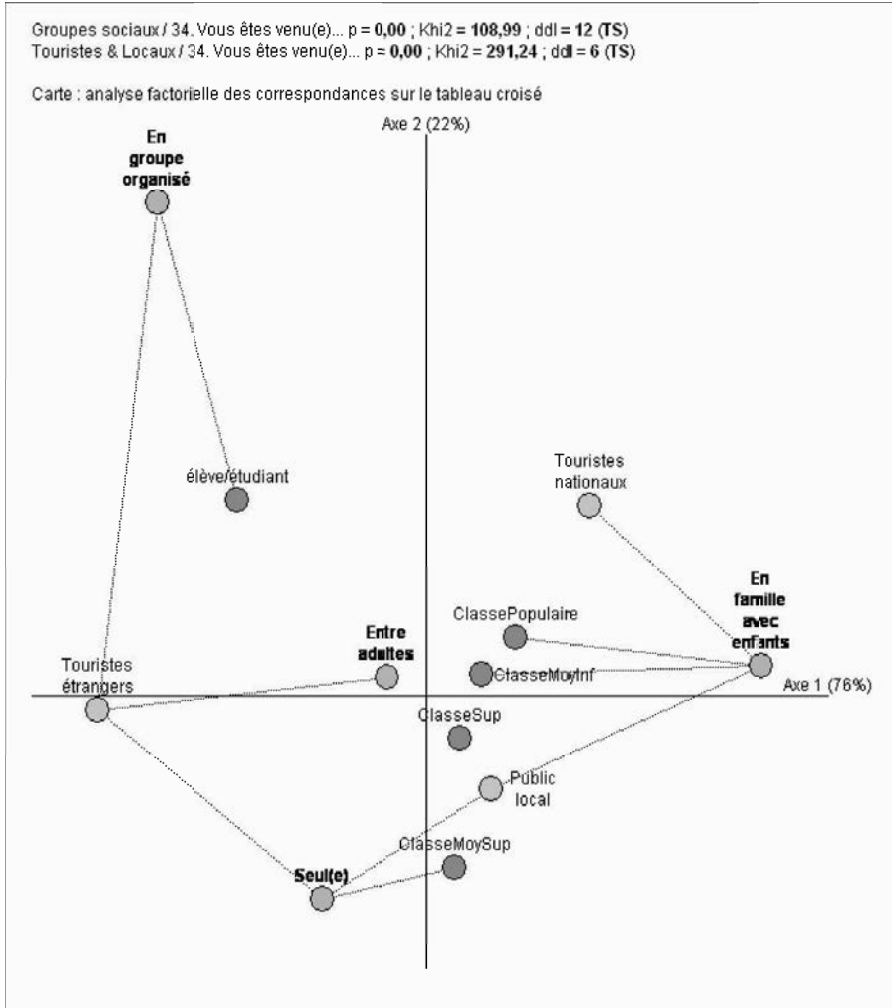 Groupes sociaux / 34. Vous êtes venu(e)... p = 0,00 ; Khi2 = 108,99 ; ddl = 12 (TS)
Touristes & Locaux / 34. Vous êtes venu(e)... p = 0,00 ; Khi2 = 291,24 ; ddl = 6 (TS)
Carte : analyse factorielle des correspondances sur le tableau croisé
Axe 2 (22%)
En
groupe
organisé
élève/étudiant
Touristes
nationaux
En
famille
avec
enfants
ClassePopulaire
Entre
adultes
ClasseMoyInf
Touristes
étrangers
Axe 1 (76%)
ClasseSup
Public
local
ClasseMoySup
Seul(e)